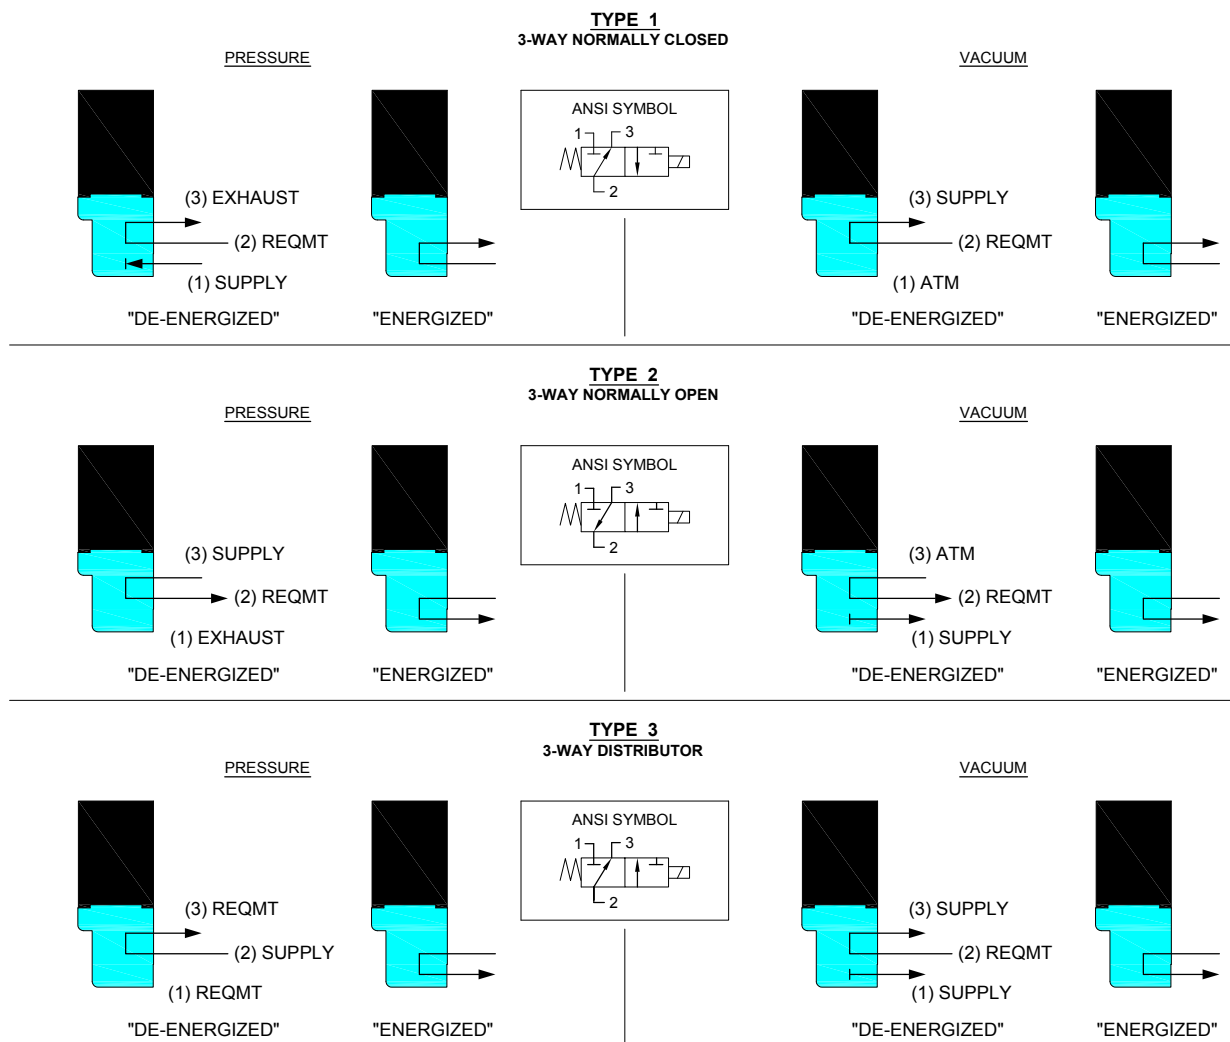 TYPE 1
3-WAY NORMALLY CLOSED
PRESSURE
VACUUM
ANSI SYMBOL
1
3
2
(3) EXHAUST
(2) REQMT
(1) SUPPLY
(3) SUPPLY
(2) REQMT
(1) ATM
"DE-ENERGIZED"
"ENERGIZED"
"DE-ENERGIZED"
"ENERGIZED"
TYPE 2
3-WAY NORMALLY OPEN
PRESSURE
VACUUM
ANSI SYMBOL
1
3
2
(3) SUPPLY
(2) REQMT
(1) EXHAUST
(3) ATM
(2) REQMT
(1) SUPPLY
"DE-ENERGIZED"
"ENERGIZED"
"DE-ENERGIZED"
"ENERGIZED"
TYPE 3
3-WAY DISTRIBUTOR
PRESSURE
VACUUM
ANSI SYMBOL
1
3
2
(3) REQMT
(2) SUPPLY
(1) REQMT
(3) SUPPLY
(2) REQMT
(1) SUPPLY
"DE-ENERGIZED"
"ENERGIZED"
"DE-ENERGIZED"
"ENERGIZED"